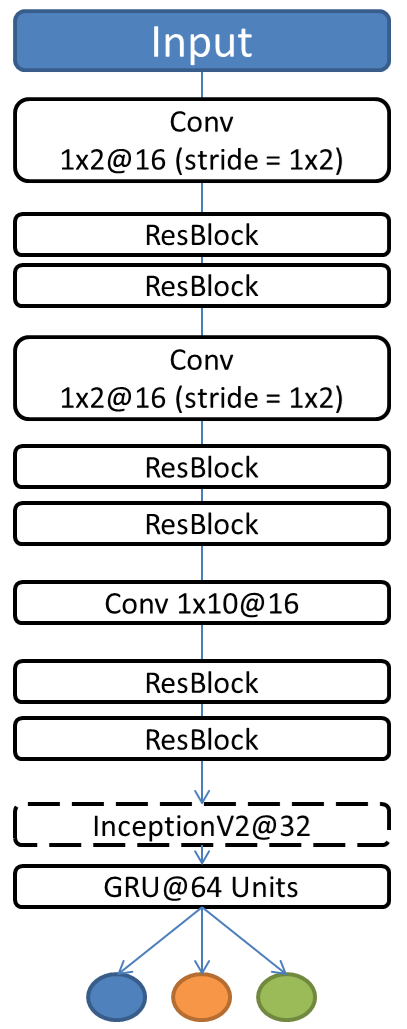 Input
Conv
1x2@16 (stride = 1x2)
ResBlock
ResBlock
Conv
1x2@16 (stride = 1x2)
ResBlock
ResBlock
Conv 1x10@16
ResBlock
ResBlock
InceptionV2@32
GRU@64 Units